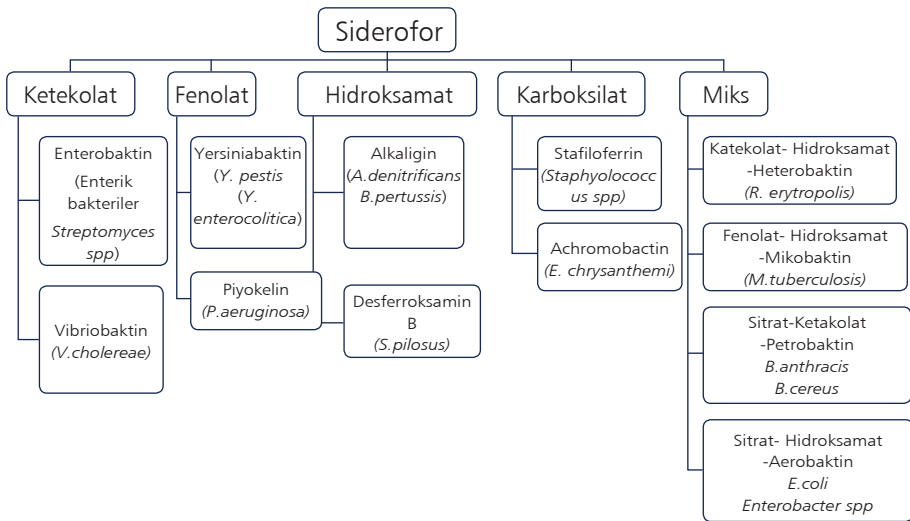 Siderofor
Ketekolat
Fenolat
Hidroksamat
Karboksilat
Miks
Enterobaktin
(Enterik
bakteriler
Streptomyces
spp)
Vibriobaktin
(V.cholereae)
Yersiniabaktin
(Y. pestis
(Y.
enterocolitica)
Piyokelin
(P.aeruginosa)
Alkaligin
(A.denitrificans
B.pertussis)
Desferroksamin
B
(S.pilosus)
Stafiloferrin
(Staphyolococc
us spp)
Achromobactin
(E. chrysanthemi)
Katekolat- Hidroksamat
-Heterobaktin
(R. erytropolis)
Fenolat- Hidroksamat
-Mikobaktin
(M.tuberculosis)
Sitrat-Ketakolat
-Petrobaktin
B.anthracis
B.cereus
Sitrat- Hidroksamat
-Aerobaktin
E.coli
Enterobacter spp